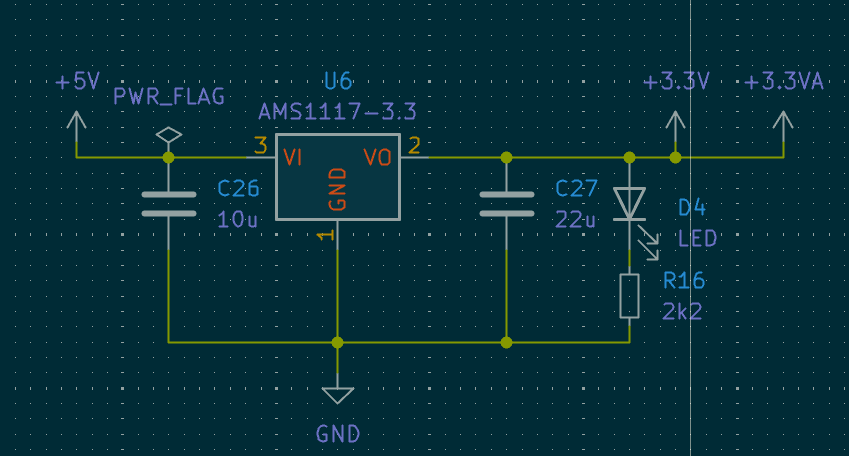 +5V
PWR_FLAG
U6
AMS1117-3.3
+3.3V
+3.3VA
3
VI
VO
2
GND
1
C26
10u
C27
22u
D4
LED
R16
2k2
GND